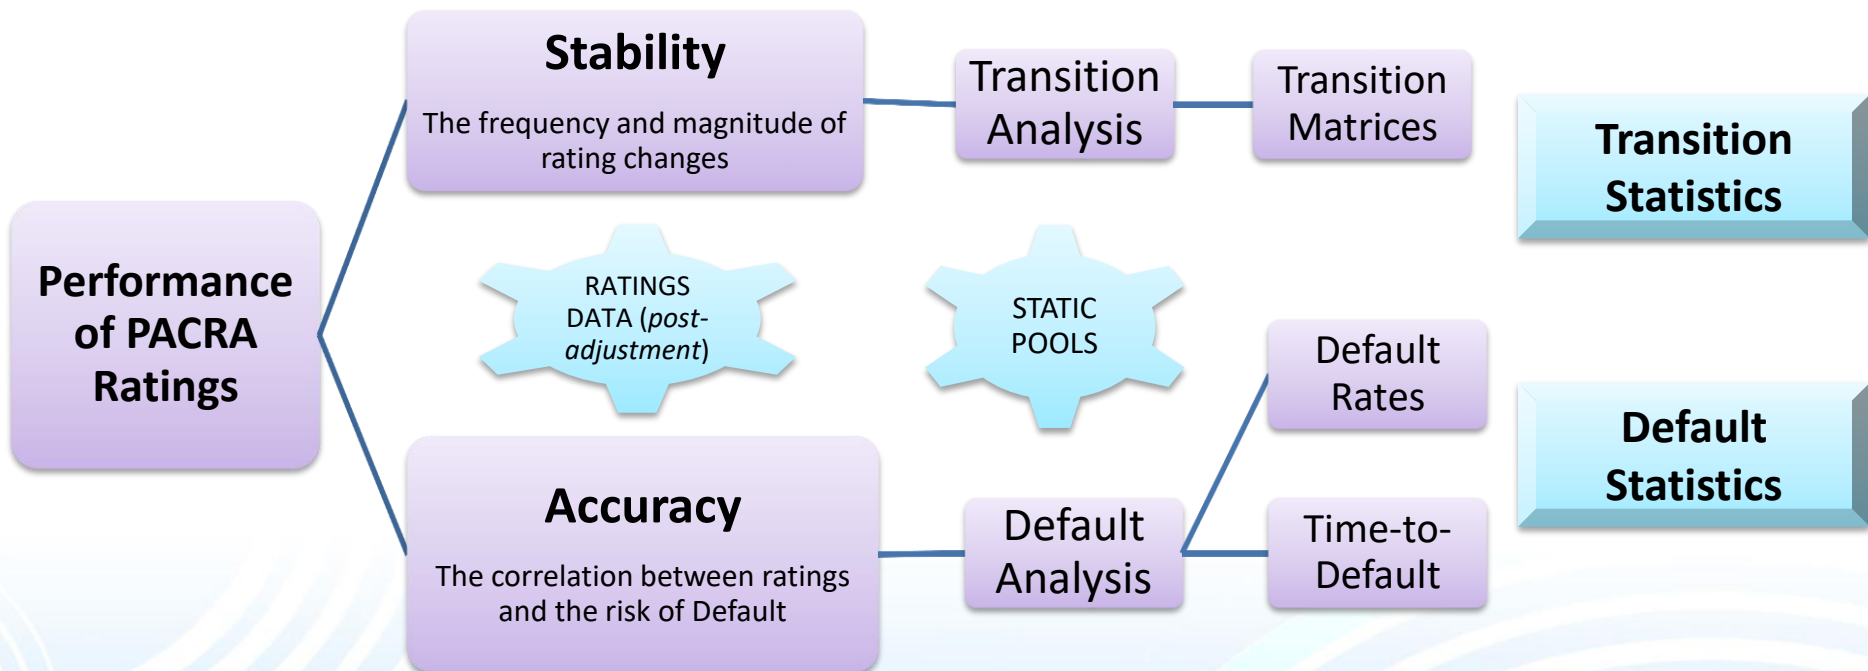 Performance
of PACRA
Ratings
Stability
The frequency and magnitude of
rating changes
Transition
Analysis
Transition
Matrices
Transition
Statistics
RATINGS
DATA (post-
adjustment)
STATIC
POOLS
Accuracy
The correlation between ratings
and the risk of Default
Default
Analysis
Default
Rates
Time-to-
Default
Default
Statistics